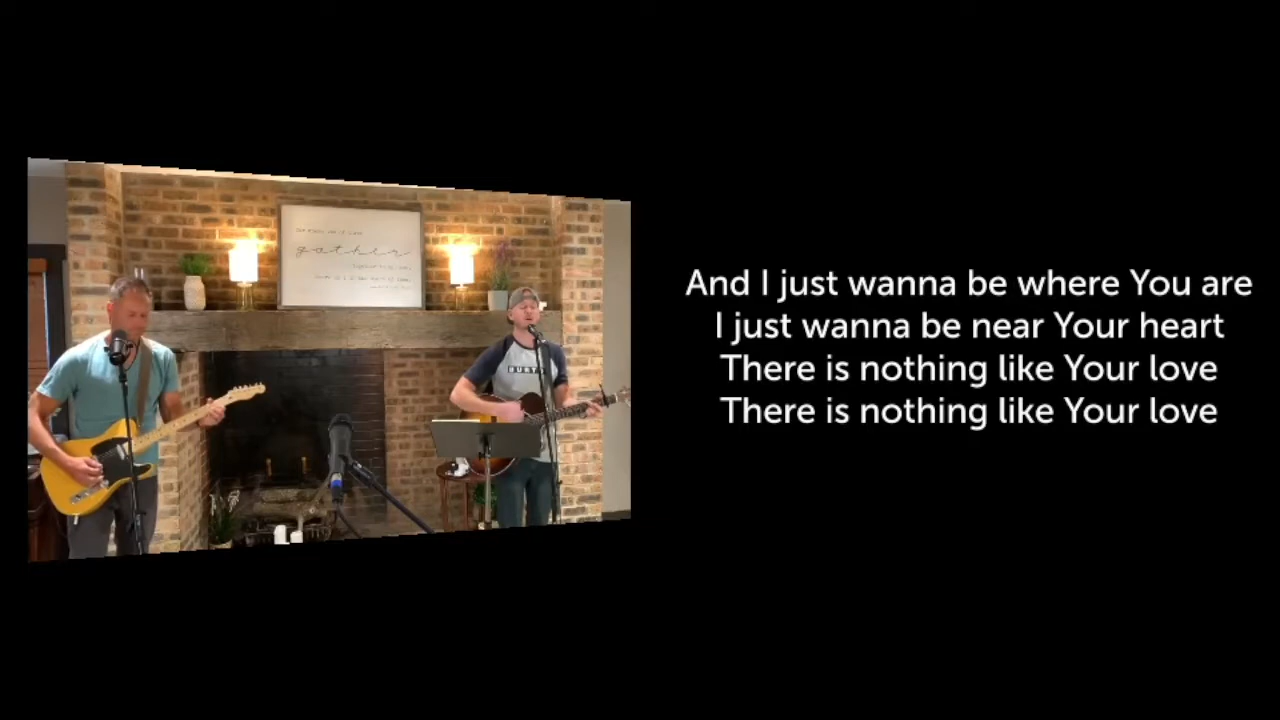 gather
And I just wanna be where You are
I just wanna be near Your heart
There is nothing like Your love
There is nothing like Your love